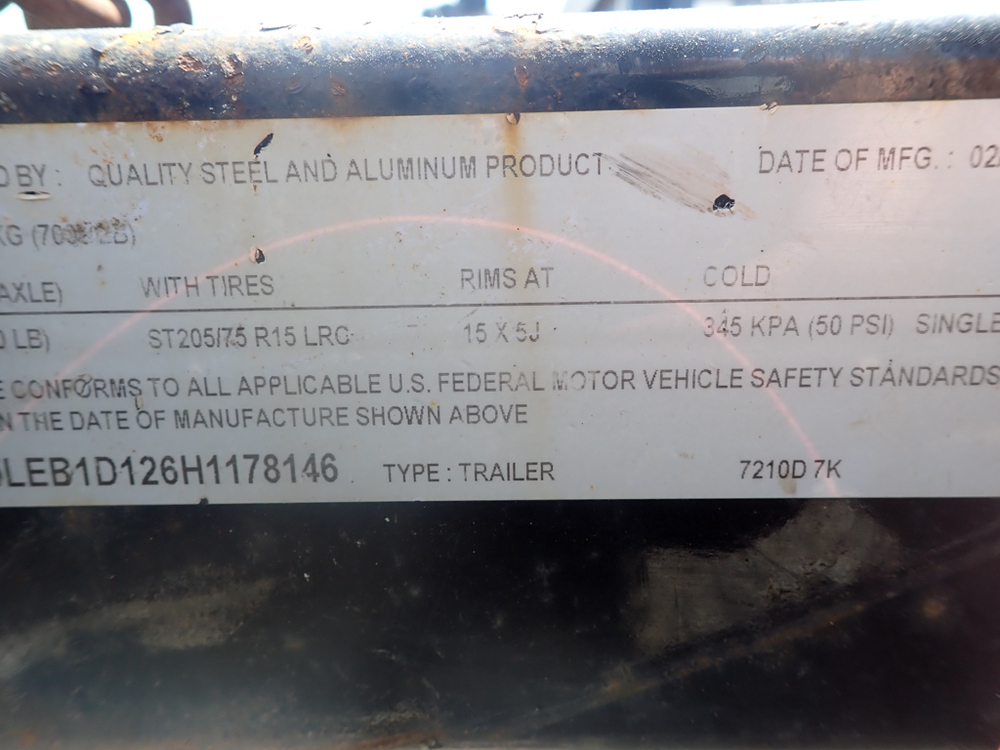 D BY : QUALITY STEEL AND ALUMINUM PRODUCT DATE OF MFG. : 02
KG
AXLE) WITH TIRES RIMS AT COLD
0 LB) ST205/75 R15 LRC 15 X 5J 345 KPA (50 PSI) SINGLE
E CONFORMS TO ALL APPLICABLE U.S. FEDERAL MOTOR VEHICLE SAFETY STANDARDS
N THE DATE OF MANUFACTURE SHOWN ABOVE
LEB1D126H1178146 TYPE : TRAILER 7210D 7K